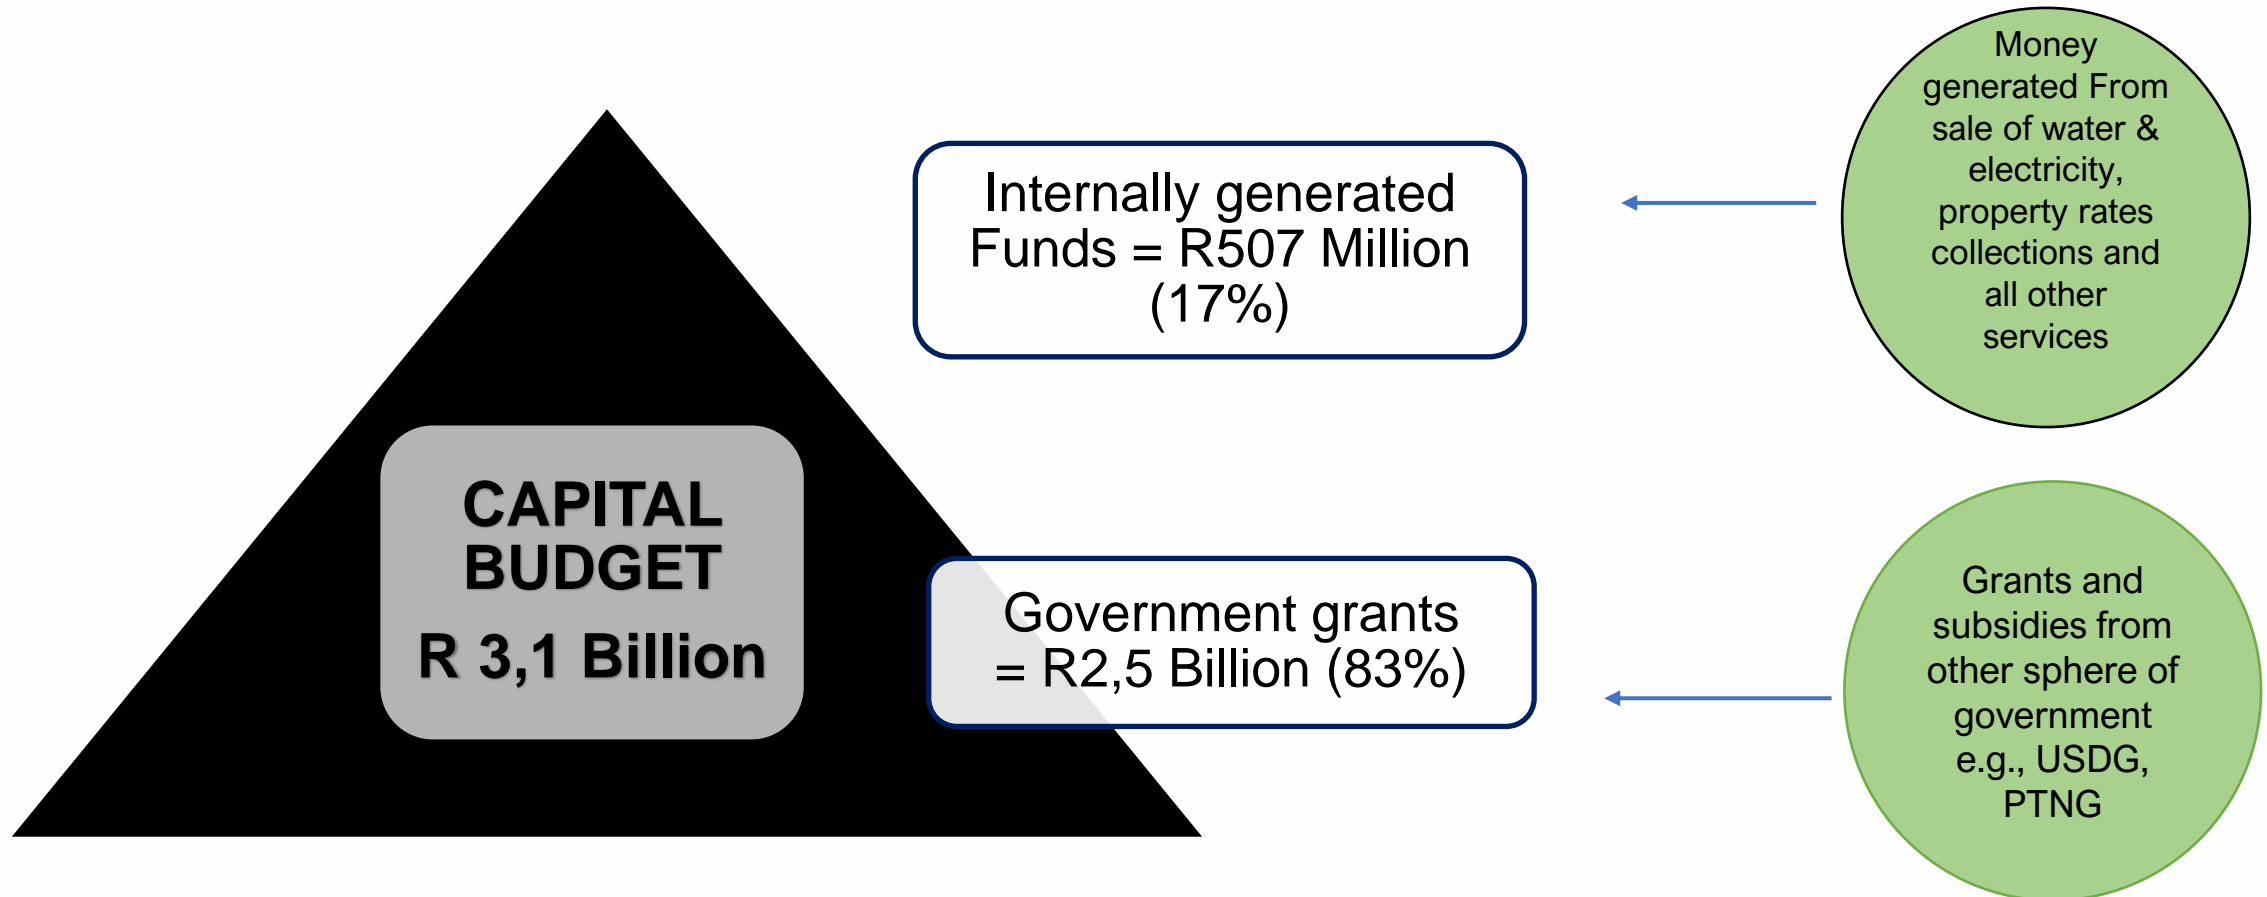 CAPITAL
BUDGET
R 3,1 Billion
Internally generated
Funds = R507 Million
(17%)
Money
generated From
sale of water &
electricity,
property rates
collections and
all other
services
Government grants
= R2,5 Billion (83%)
Grants and
subsidies from
other sphere of
government
e.g., USDG,
PTNG